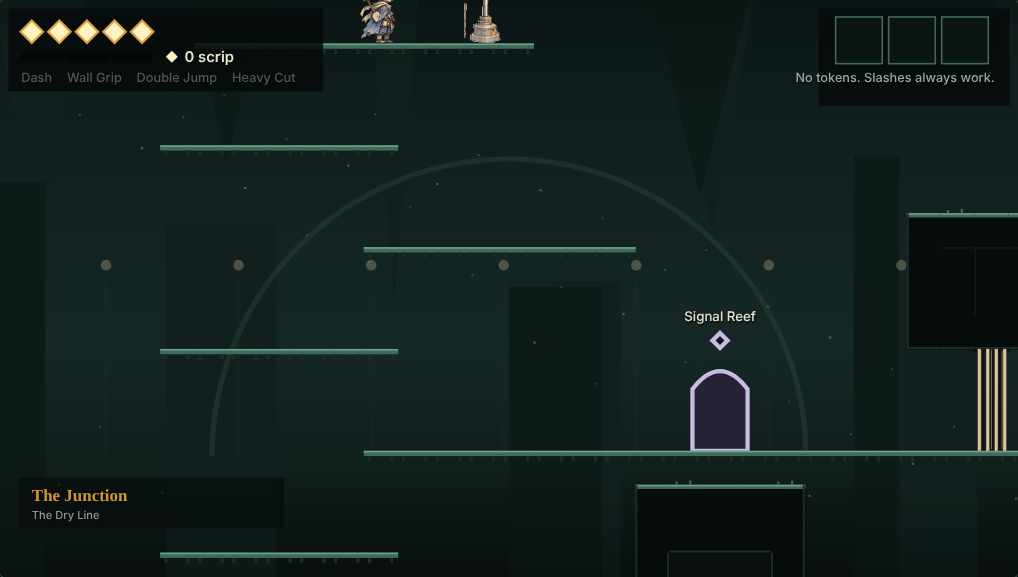 0 scrip
Dash Wall Grip Double Jump Heavy Cut
No tokens. Slashes always work.
Signal Reef
The Junction
The Dry Line